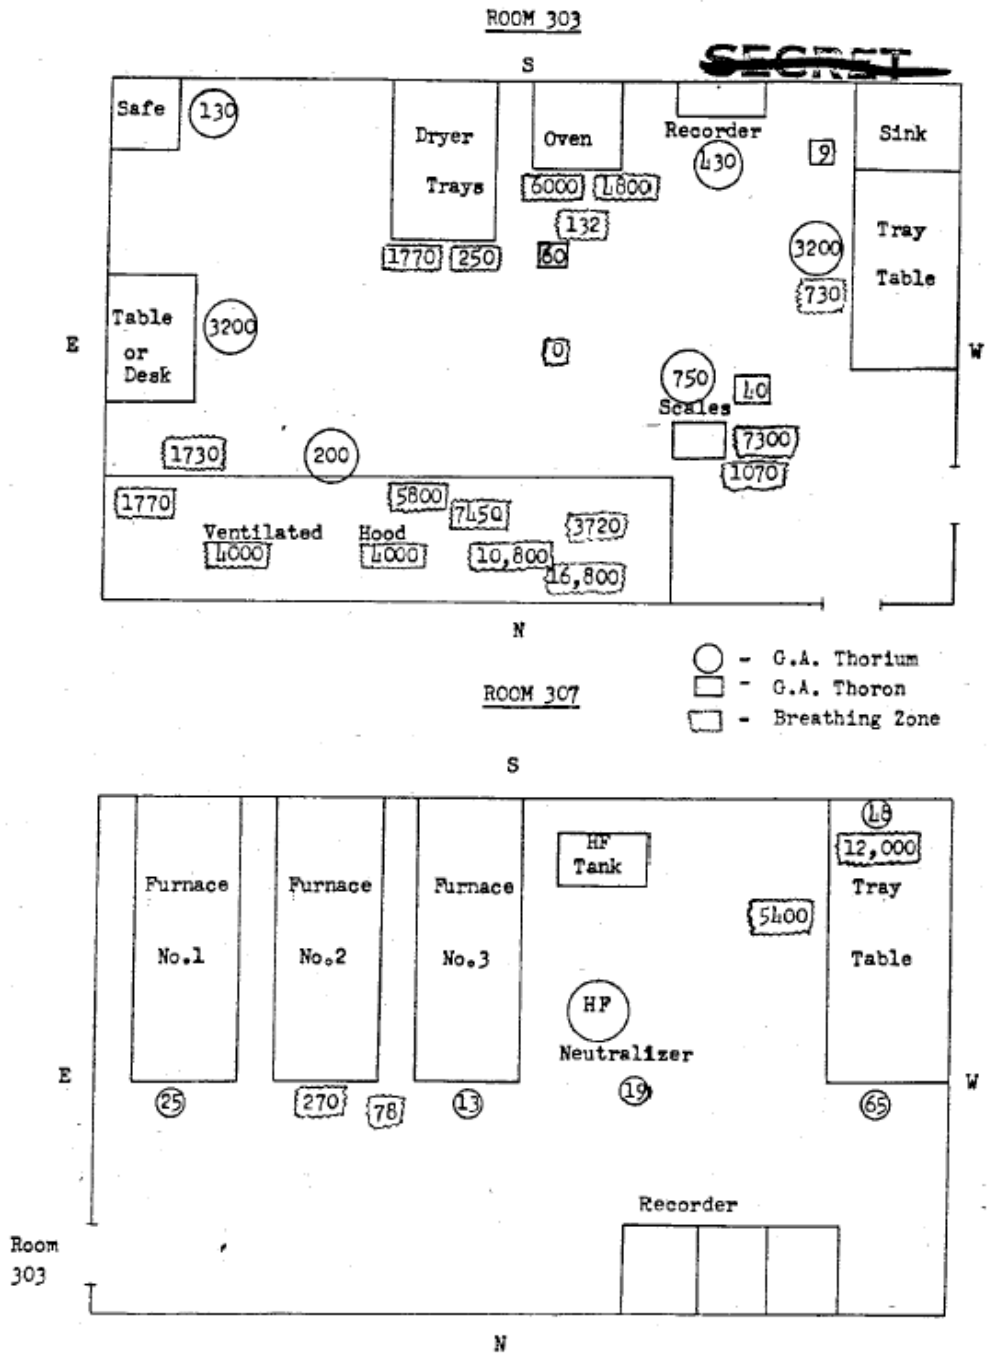 ROOM 303
SECRET
S
Safe
130
Dryer
Trays
Oven
Recorder
430
9
Sink
6000
4800
132
1770
250
60
3200
730
Tray
Table
Table
or
Desk
3200
E
0
W
750
40
Scales
7300
1070
1730
200
1770
5800
7450
3720
Ventilated
Hood
4000
4000
10,800
16,800
N
- G.A. Thorium
- G.A. Thoron
- Breathing Zone
ROOM 307
S
48
12,000
HF
Tank
Furnace
No.1
Furnace
No.2
Furnace
No.3
5400
Tray
Table
HF
Neutralizer
E
W
25
270
78
13
19
65
Recorder
Room
303
N